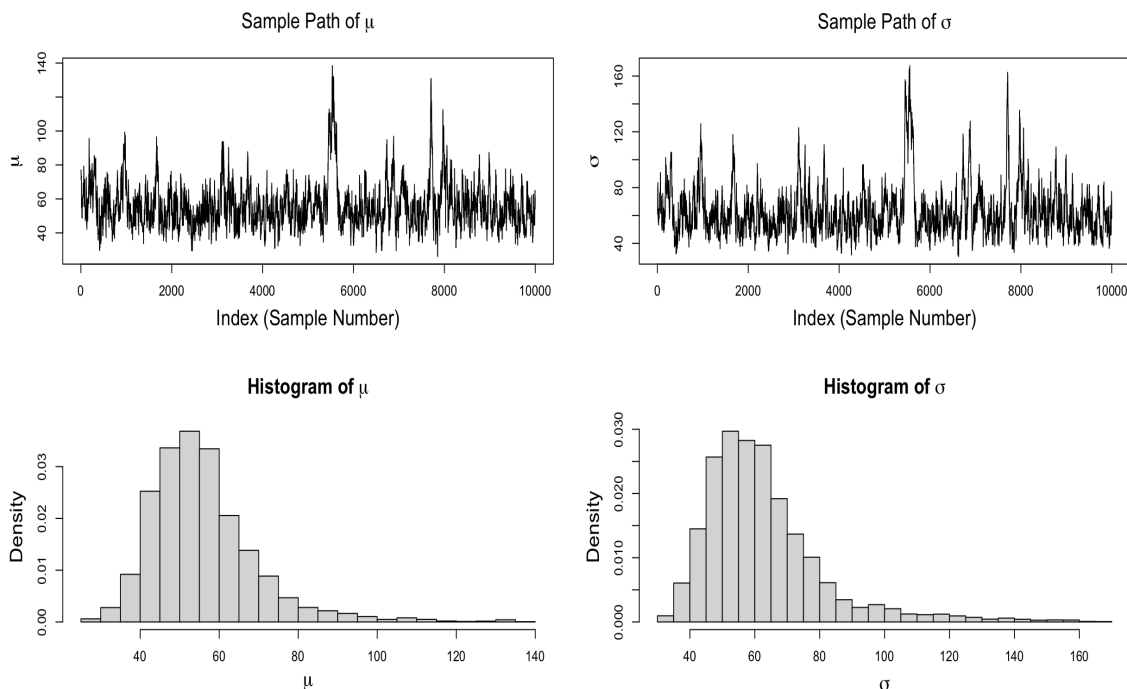 Sample Path of μ
μ
40 60 80 100 140
0 2000 4000 6000 8000 10000
Index (Sample Number)
Sample Path of σ
σ
40 80 120 160
0 2000 4000 6000 8000 10000
Index (Sample Number)
Histogram of μ
Density
0.00 0.01 0.02 0.03
40 60 80 100 120 140
μ
Histogram of σ
Density
0.000 0.010 0.020 0.030
40 60 80 100 120 140 160
σ